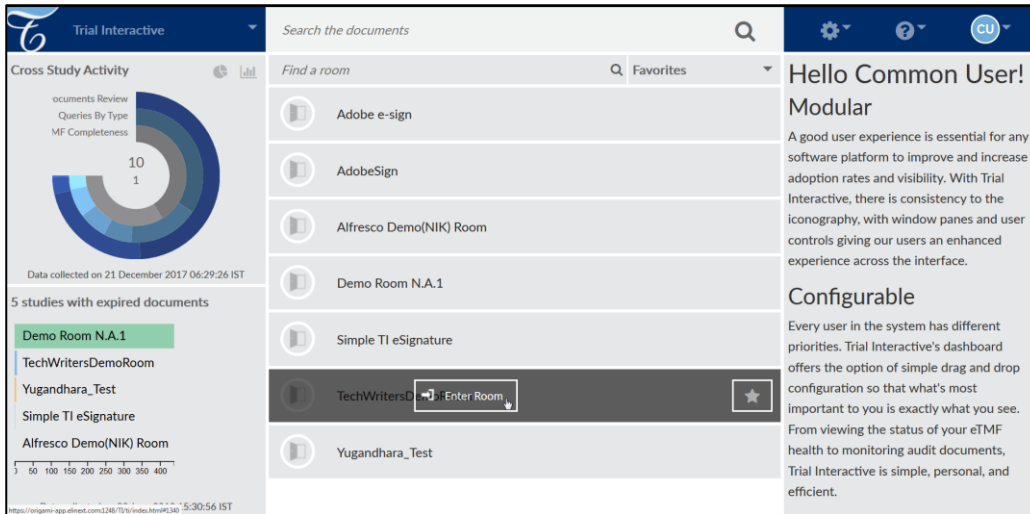 Trial Interactive
Search the documents
CU
Cross Study Activity
ocuments Review
Queries By Type
MF Completeness
10
1
Data collected on 21 December 2017 06:29:26 IST
5 studies with expired documents
Demo Room N.A.1
TechWritersDemoRoom
Yugandhara_Test
Simple TI eSignature
Alfresco Demo(NIK) Room
50 100 150 200 250 300 350 400
5:30:56 IST
https://origami-app.elinext.com:1248/TI/ti/index.html#1340
Find a room
Favorites
Adobe e-sign
AdobeSign
Alfresco Demo(NIK) Room
Demo Room N.A.1
Simple TI eSignature
TechWritersDe
Enter Room
Yugandhara_Test
Hello Common User!
Modular
A good user experience is essential for any
software platform to improve and increase
adoption rates and visibility. With Trial
Interactive, there is consistency to the
iconography, with window panes and user
controls giving our users an enhanced
experience across the interface.
Configurable
Every user in the system has different
priorities. Trial Interactive's dashboard
offers the option of simple drag and drop
configuration so that what's most
important to you is exactly what you see.
From viewing the status of your eTMF
health to monitoring audit documents,
Trial Interactive is simple, personal, and
efficient.